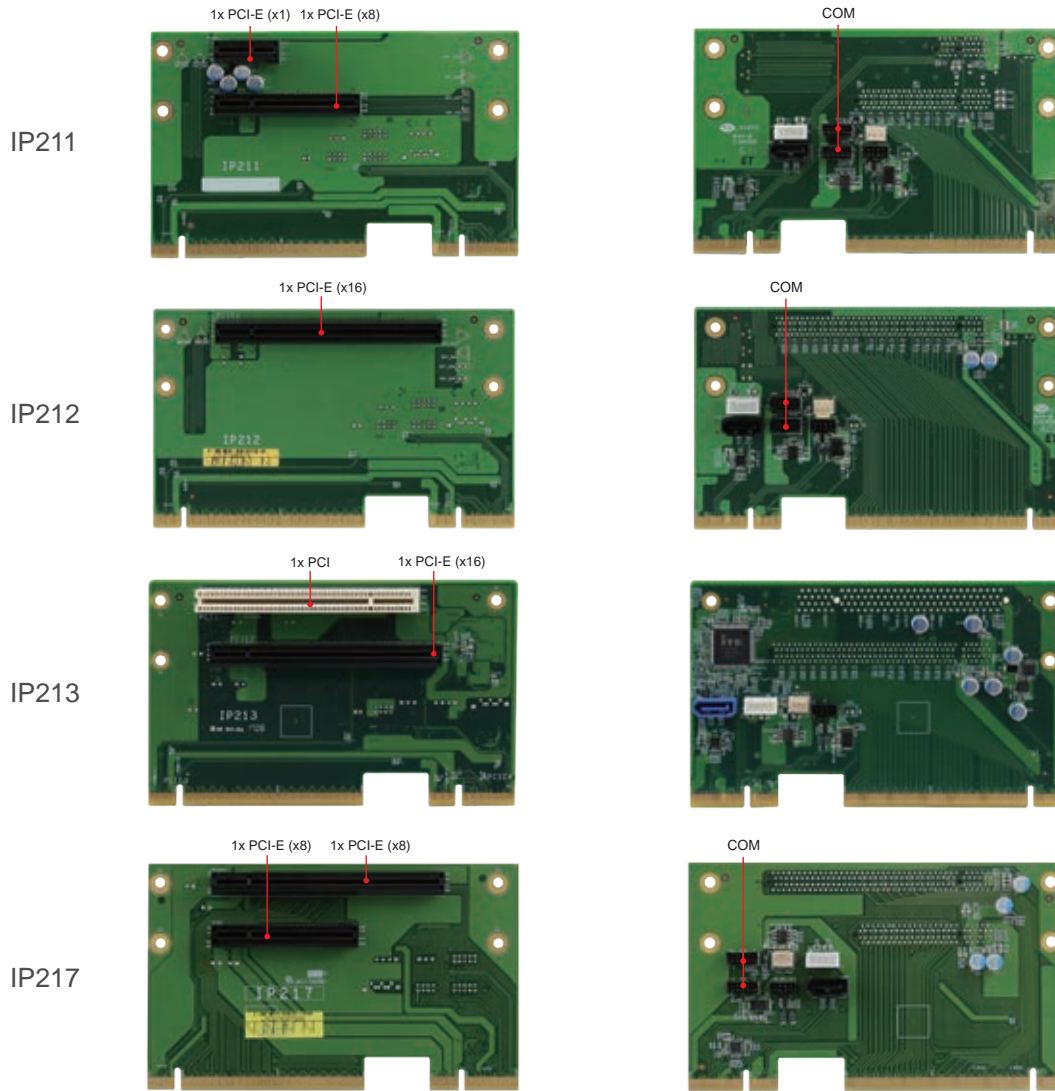 1x PCI-E (x1) 1x PCI-E (x8)
COM
IP211
IP211
1x PCI-E (x16)
COM
IP212
IP212
1x PCI
1x PCI-E (x16)
IP213
IP213
1x PCI-E (x8) 1x PCI-E (x8)
COM
IP217
IP217